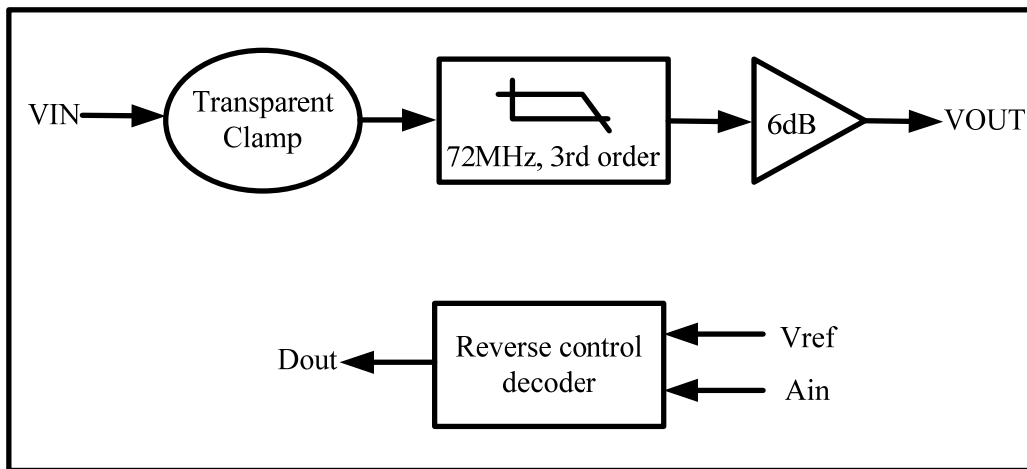 VIN
Transparent
Clamp
72MHz, 3rd order
6dB
VOUT
Dout
Reverse control
decoder
Vref
Ain